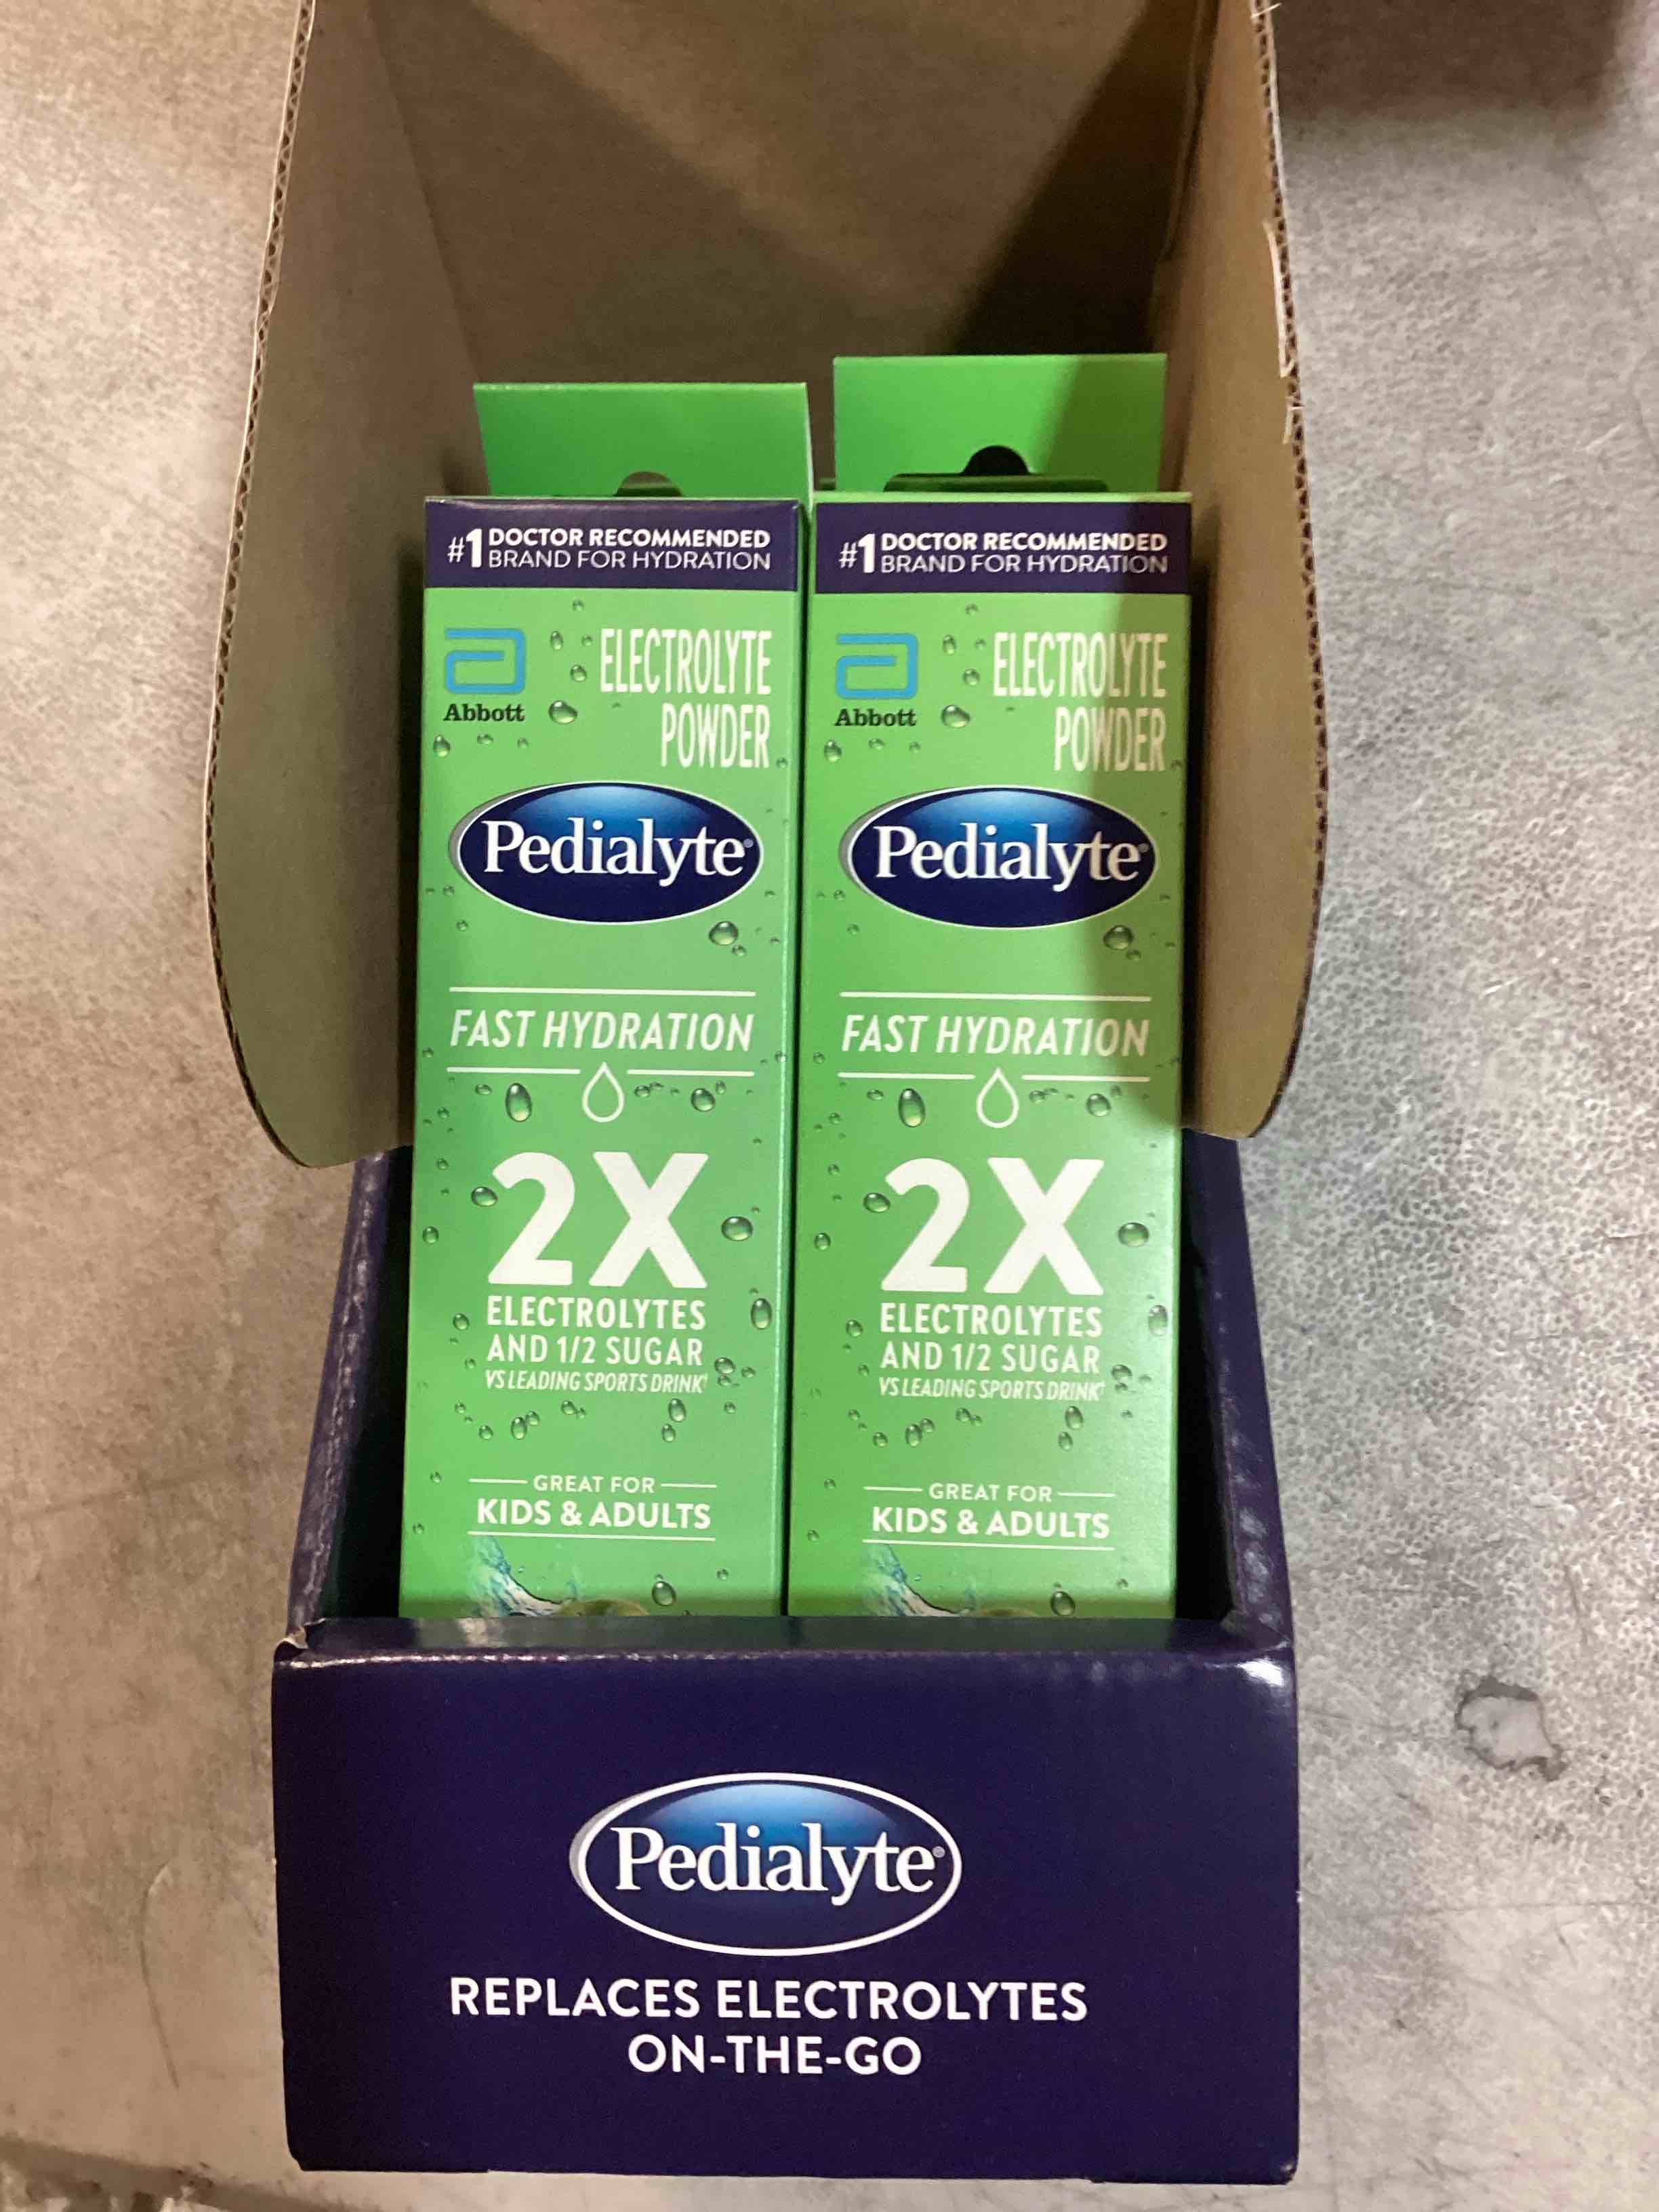 #1 DOCTOR RECOMMENDED
BRAND FOR HYDRATION
Abbott
ELECTROLYTE
POWDER
Pedialyte®
FAST HYDRATION
2X
ELECTROLYTES
AND 1/2 SUGAR
VS LEADING SPORTS DRINK†
GREAT FOR
KIDS & ADULTS
#1 DOCTOR RECOMMENDED
BRAND FOR HYDRATION
Abbott
ELECTROLYTE
POWDER
Pedialyte®
FAST HYDRATION
2X
ELECTROLYTES
AND 1/2 SUGAR
VS LEADING SPORTS DRINK†
GREAT FOR
KIDS & ADULTS
Pedialyte®
REPLACES ELECTROLYTES
ON-THE-GO